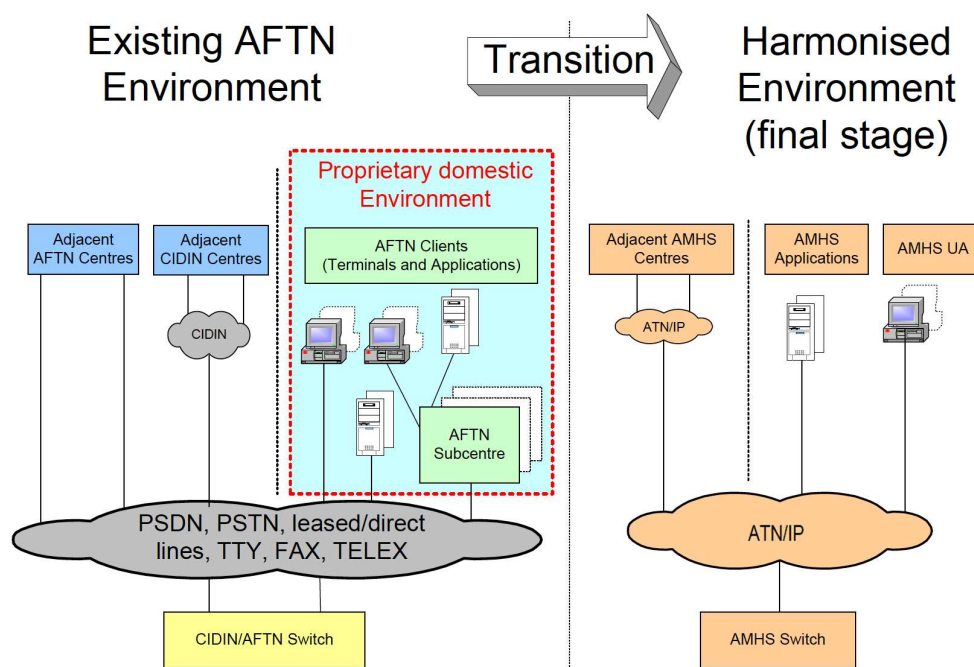 Existing AFTN
Environment
Transition
Harmonised
Environment
(final stage)
Proprietary domestic
Environment
Adjacent
AFTN Centres
Adjacent
CIDIN Centres
AFTN Clients
(Terminals and Applications)
CIDIN
AFTN
Subcentre
PSDN, PSTN, leased/direct
lines, TTY, FAX, TELEX
CIDIN/AFTN Switch
Adjacent AMHS
Centres
AMHS
Applications
AMHS UA
ATN/IP
ATN/IP
AMHS Switch